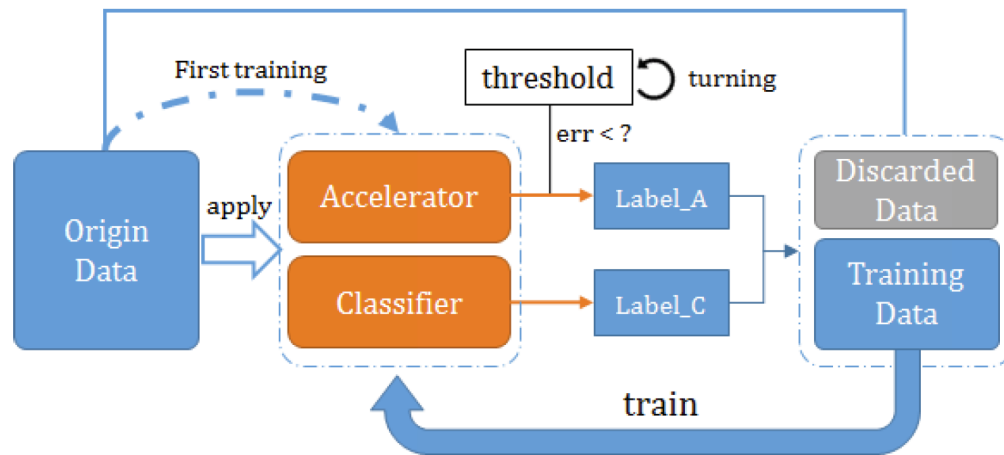 First training
threshold
turning
err < ?
Origin
Data
apply
Accelerator
Classifier
Label_A
Label_C
Discarded
Data
Training
Data
train